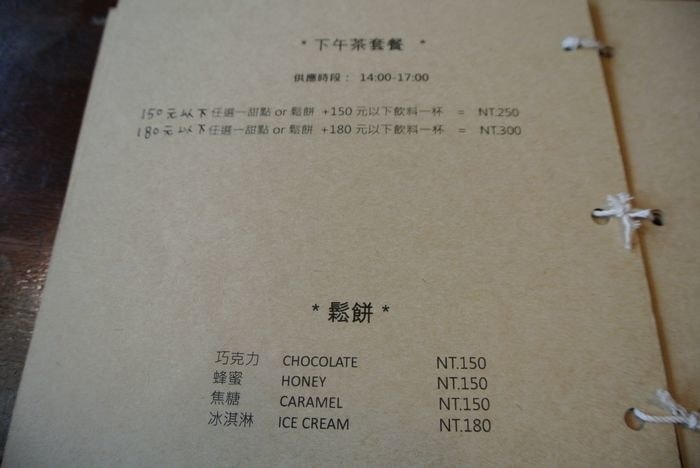 * 下午茶套餐 *
供應時段： 14:00-17:00
150元以下任選一甜點 or 鬆餅 +150 元以下飲料一杯 = NT.250
180元以下任選一甜點 or 鬆餅 +180 元以下飲料一杯 = NT.300
* 鬆餅 *
巧克力 CHOCOLATE NT.150
蜂蜜 HONEY NT.150
焦糖 CARAMEL NT.150
冰淇淋 ICE CREAM NT.180